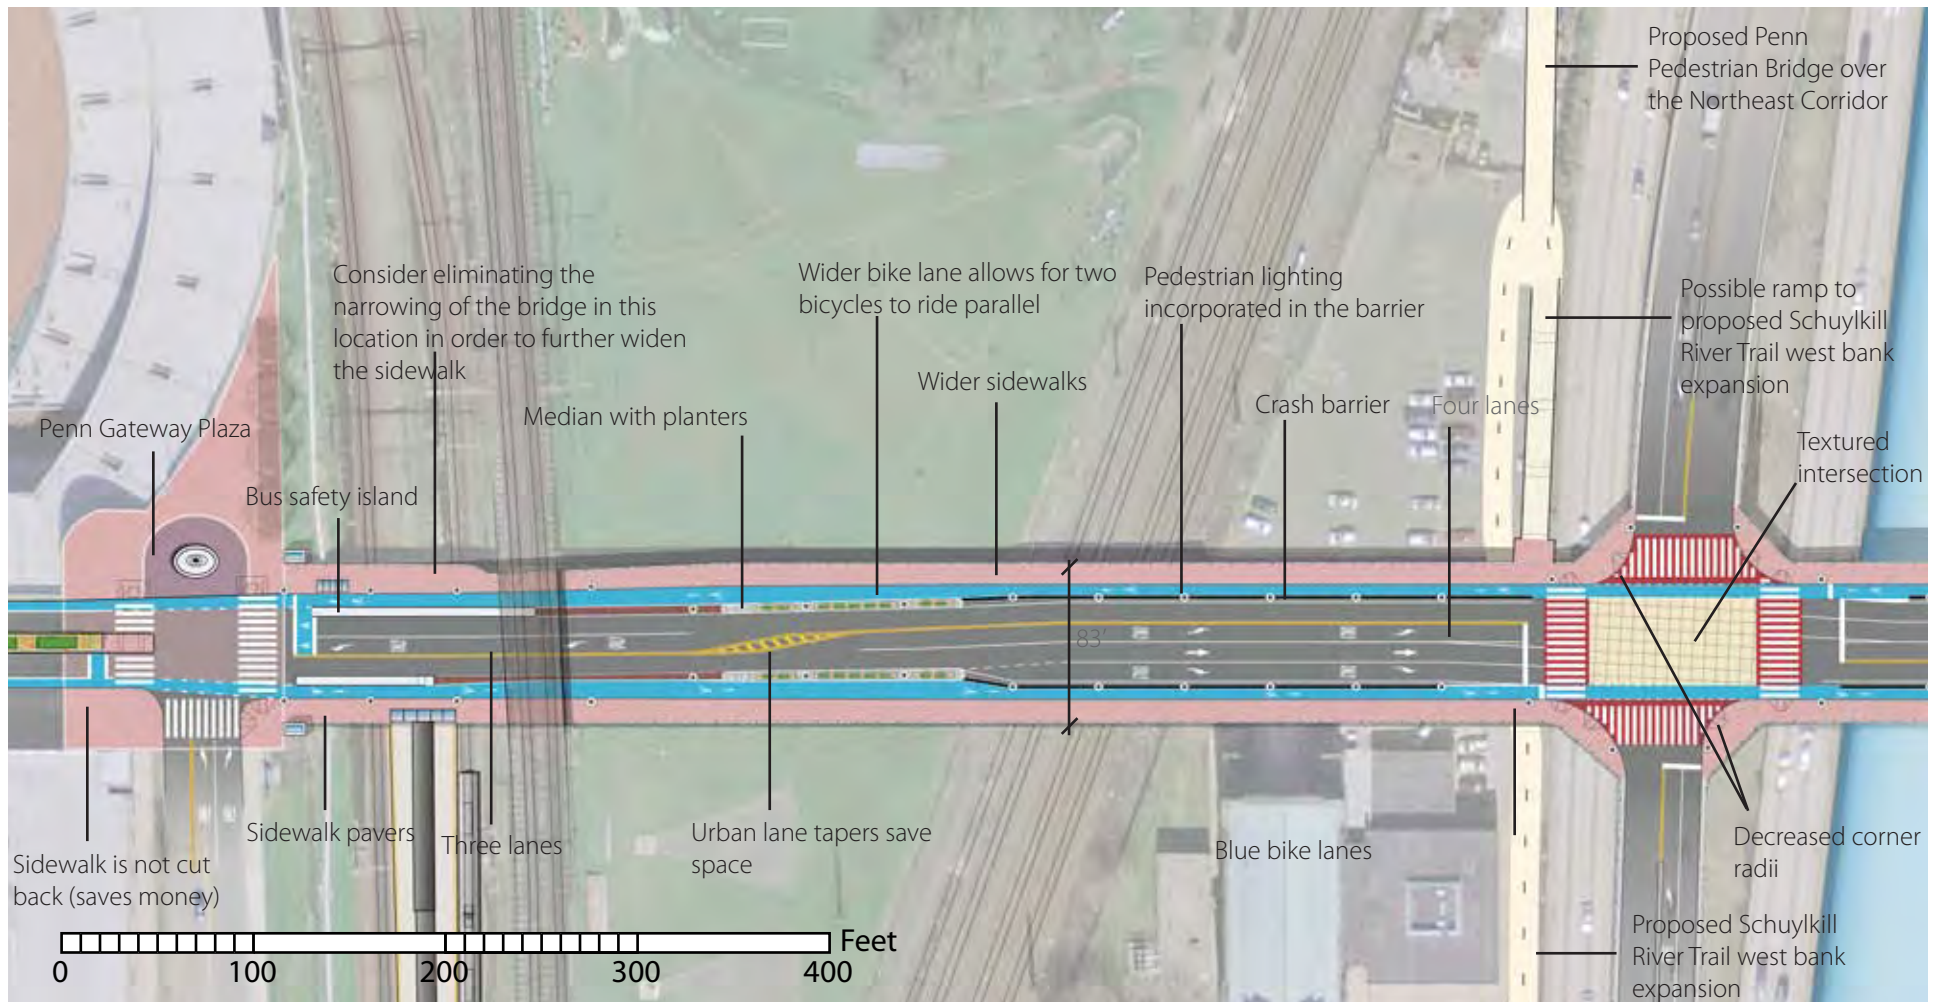 Proposed Penn
Pedestrian Bridge over
the Northeast Corridor
Consider eliminating the
narrowing of the bridge in this
location in order to further widen
the sidewalk
Wider bike lane allows for two
bicycles to ride parallel
Pedestrian lighting
incorporated in the barrier
Possible ramp to
proposed Schuylkill
River Trail west bank
expansion
Wider sidewalks
Median with planters
Crash barrier
Four lanes
Penn Gateway Plaza
Textured
intersection
Bus safety island
83'
Sidewalk pavers
Three lanes
Urban lane tapers save
space
Blue bike lanes
Decreased corner
radii
Sidewalk is not cut
back (saves money)
Proposed Schuylkill
River Trail west bank
expansion
Feet
0 100 200 300 400